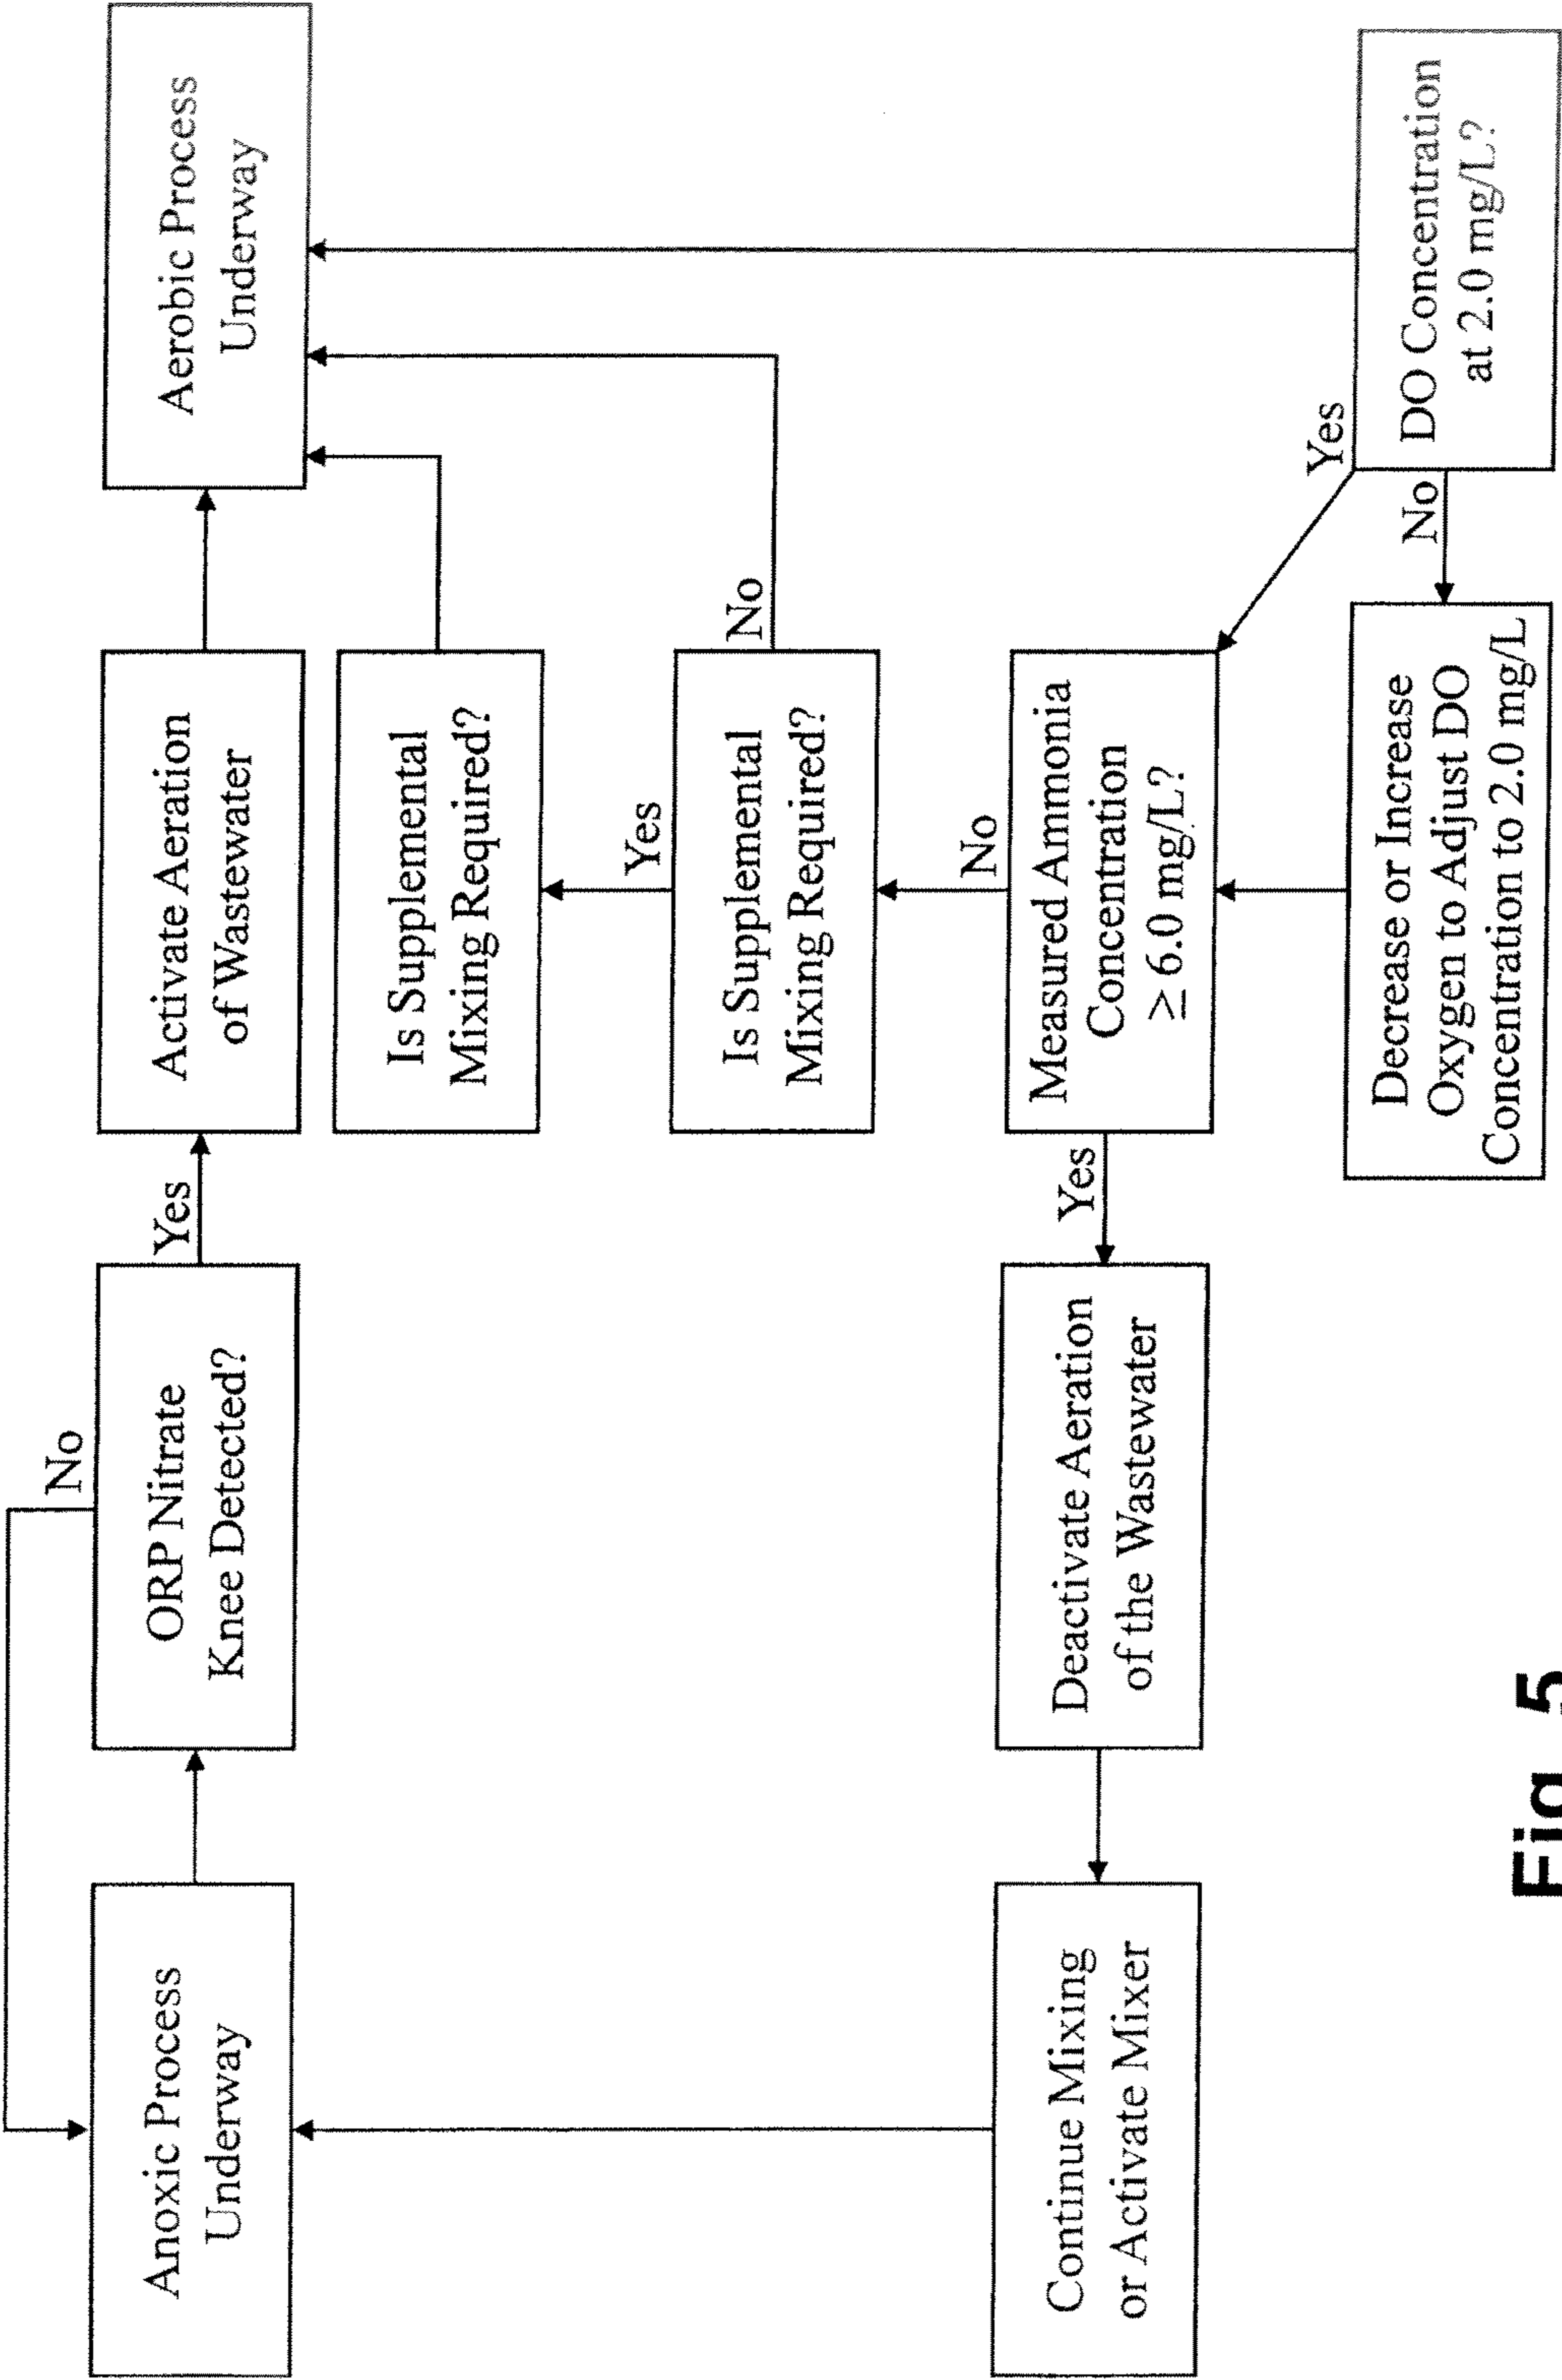 Anoxic Process
Underway
No
ORP Nitrate
Knee Detected?
Yes
Activate Aeration
of Wastewater
Aerobic Process
Underway
Is Supplemental
Mixing Required?
Yes
Is Supplemental
Mixing Required?
No
No
Continue Mixing
or Activate Mixer
Deactivate Aeration
of the Wastewater
Yes
Measured Ammonia
Concentration
≥ 6.0 mg/L?
Yes
Decrease or Increase
Oxygen to Adjust DO
Concentration to 2.0 mg/L
No
DO Concentration
at 2.0 mg/L?
Fig. 5